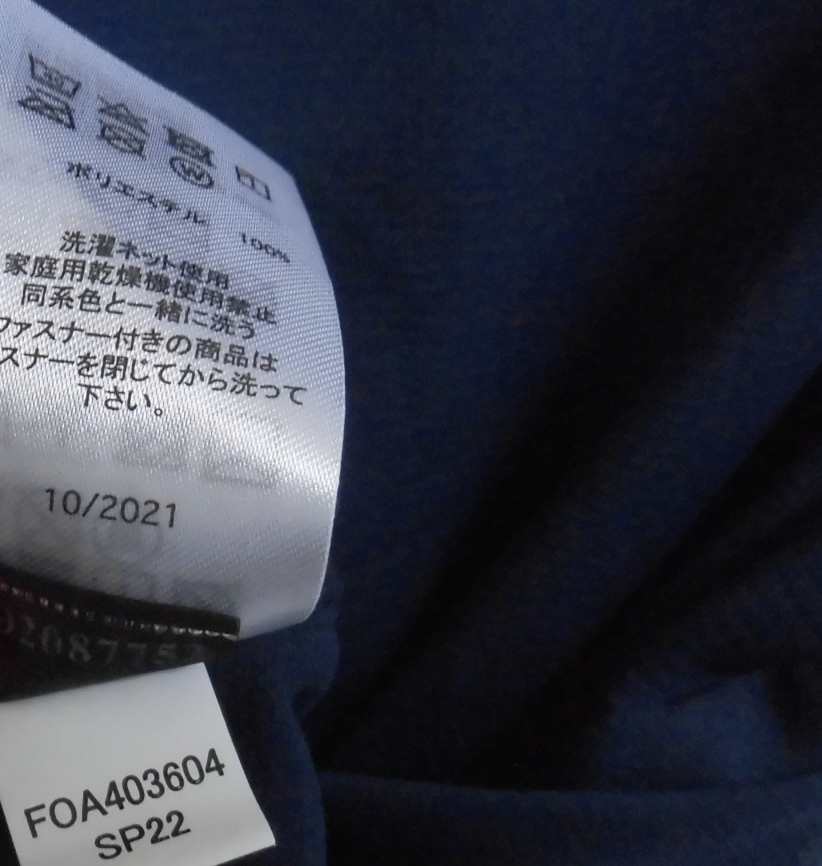 ポリエステル 100%
洗濯ネット使用
家庭用乾燥機使用禁止
同系色と一緒に洗う
ファスナー付きの商品は
スナーを閉じてから洗って
下さい。
10/2021
0208775
FOA403604
SP22